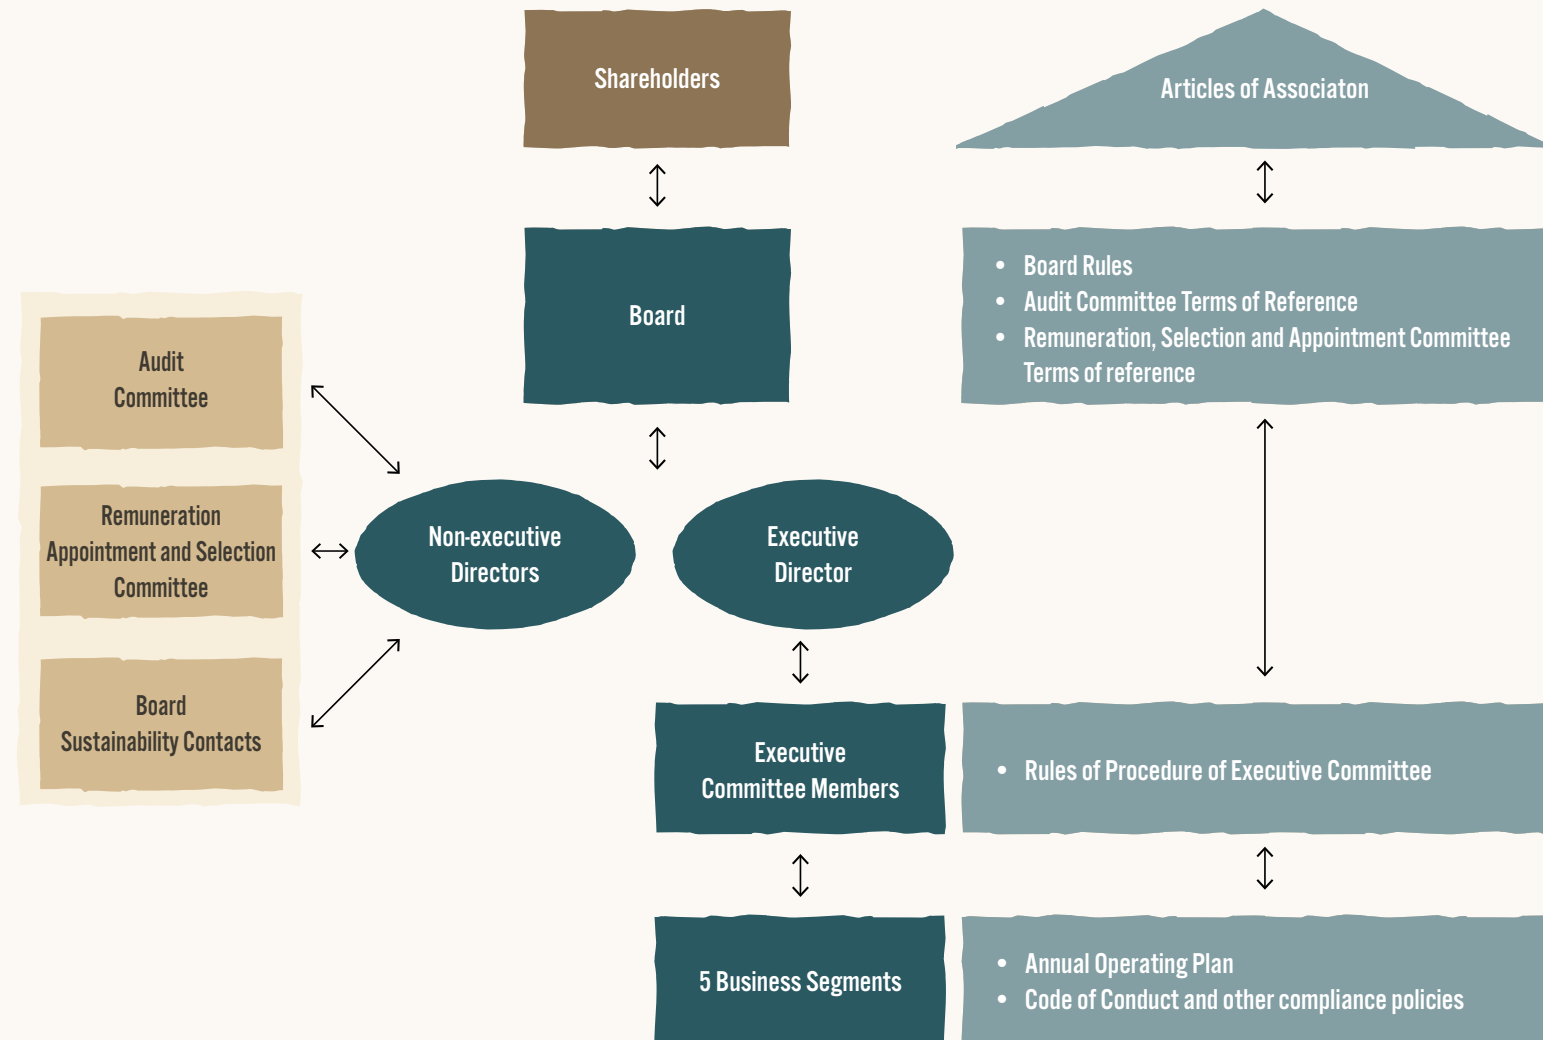 Shareholders
Articles of Associaton
Board
• Board Rules
• Audit Committee Terms of Reference
• Remuneration, Selection and Appointment Committee
Terms of reference
Audit
Committee
Remuneration
Appointment and Selection
Committee
Board
Sustainability Contacts
Non-executive
Directors
Executive
Director
Executive
Committee Members
• Rules of Procedure of Executive Committee
5 Business Segments
• Annual Operating Plan
• Code of Conduct and other compliance policies